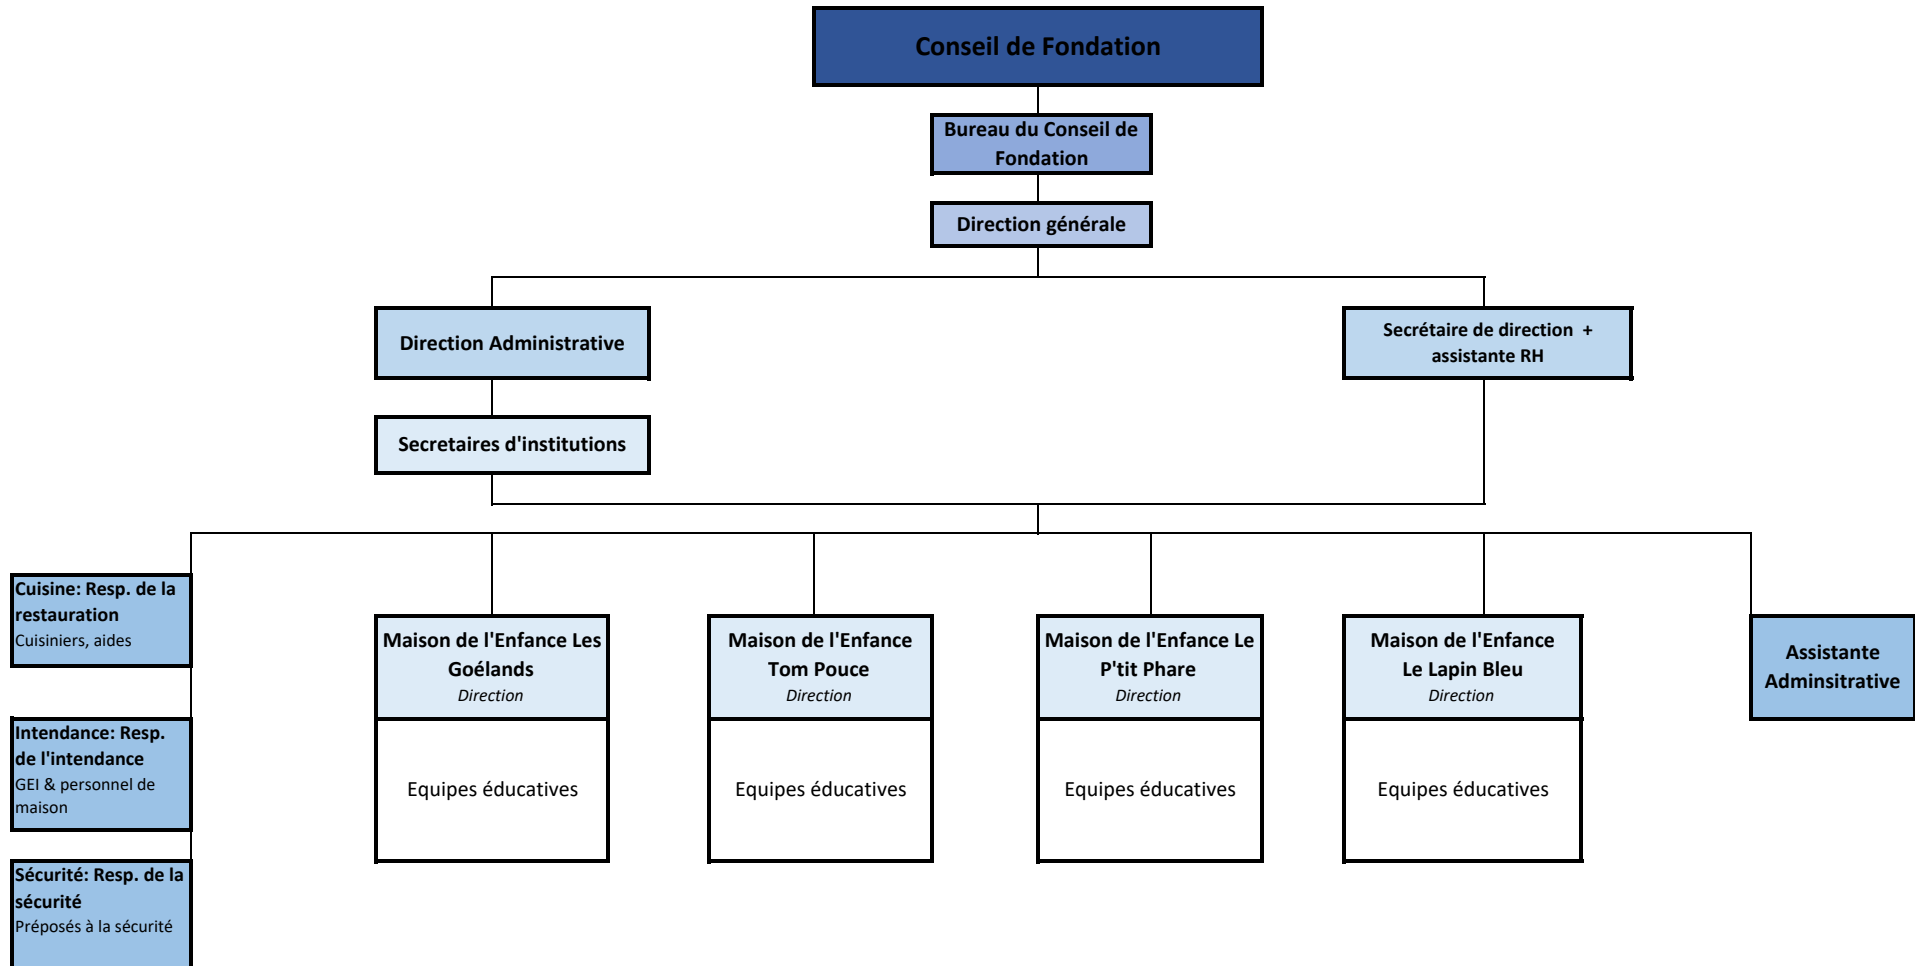 Conseil de Fondation
Bureau du Conseil de
Fondation
Direction générale
Direction Administrative
Secrétaire de direction +
assistante RH
Secretaires d'institutions
Cuisine: Resp. de la
restauration
Cuisiniers, aides
Intendance: Resp.
de l'intendance
GEI & personnel de
maison
Sécurité: Resp. de la
sécurité
Préposés à la sécurité
Maison de l'Enfance Les
Goélands
Direction
Equipes éducatives
Maison de l'Enfance
Tom Pouce
Direction
Equipes éducatives
Maison de l'Enfance Le
P'tit Phare
Direction
Equipes éducatives
Maison de l'Enfance
Le Lapin Bleu
Direction
Equipes éducatives
Assistante
Adminsitrative